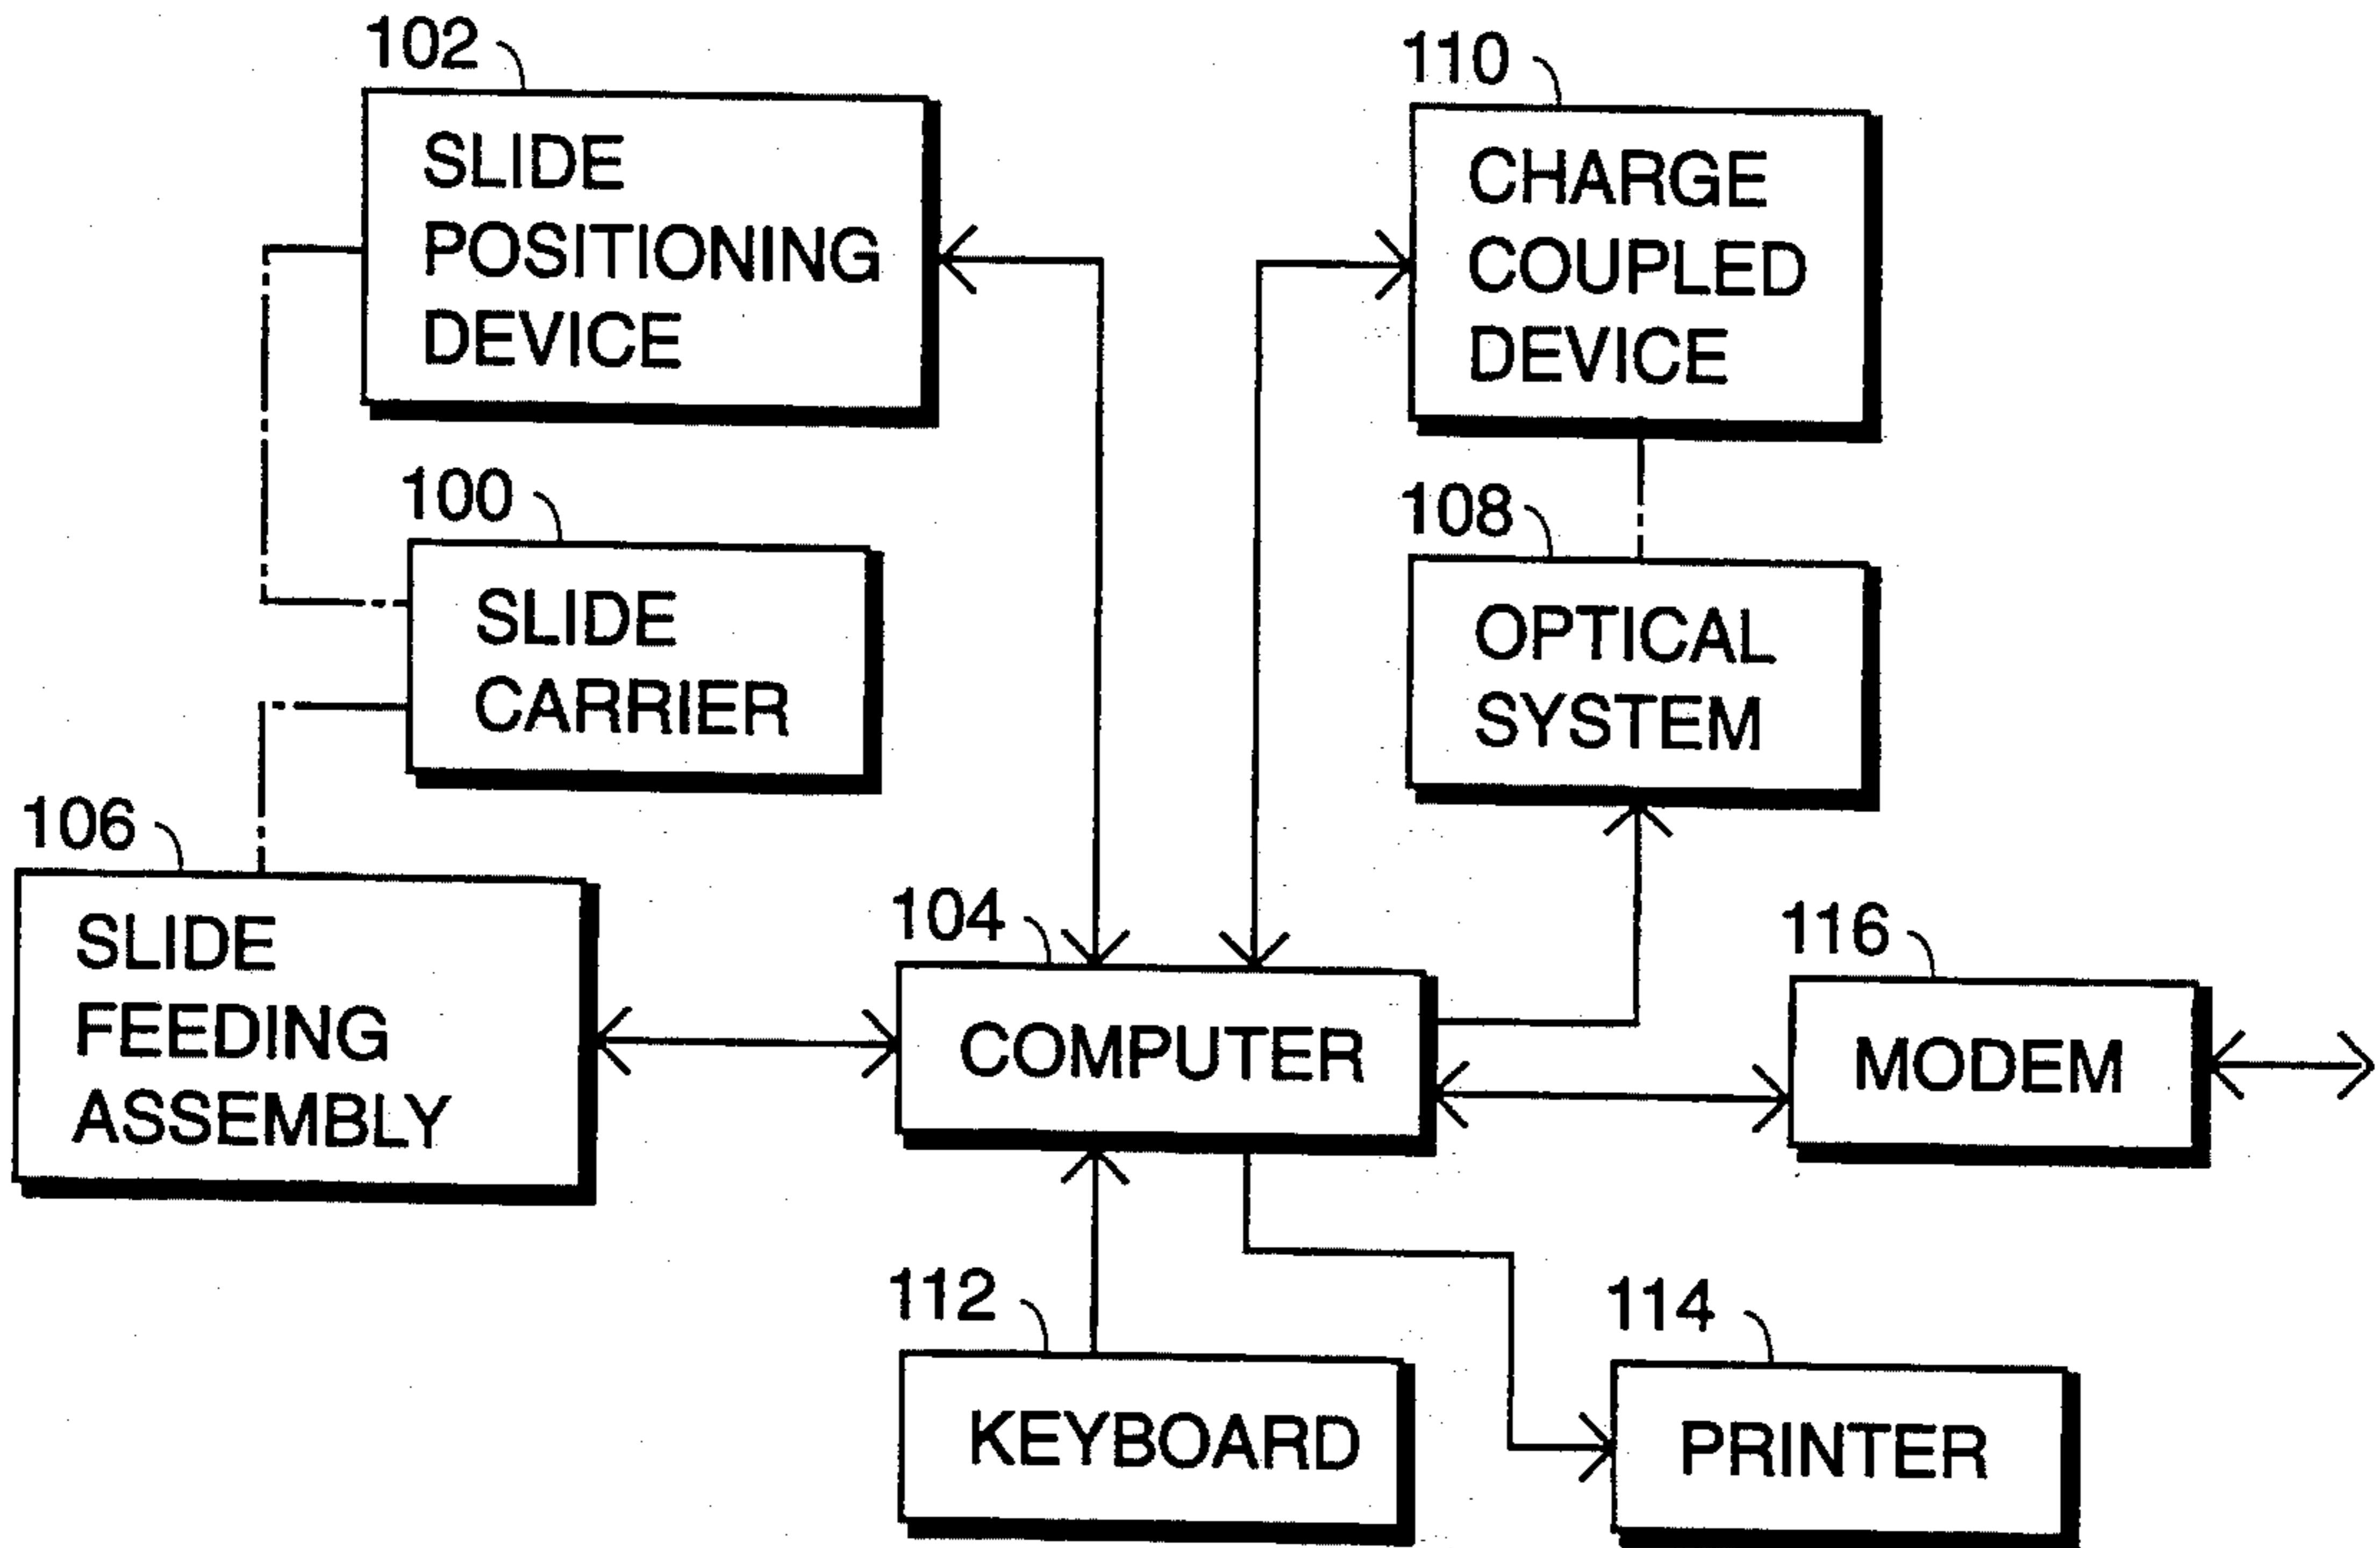 102
SLIDE
POSITIONING
DEVICE
110
CHARGE
COUPLED
DEVICE
100
SLIDE
CARRIER
108
OPTICAL
SYSTEM
106
SLIDE
FEEDING
ASSEMBLY
104
COMPUTER
116
MODEM
112
KEYBOARD
114
PRINTER